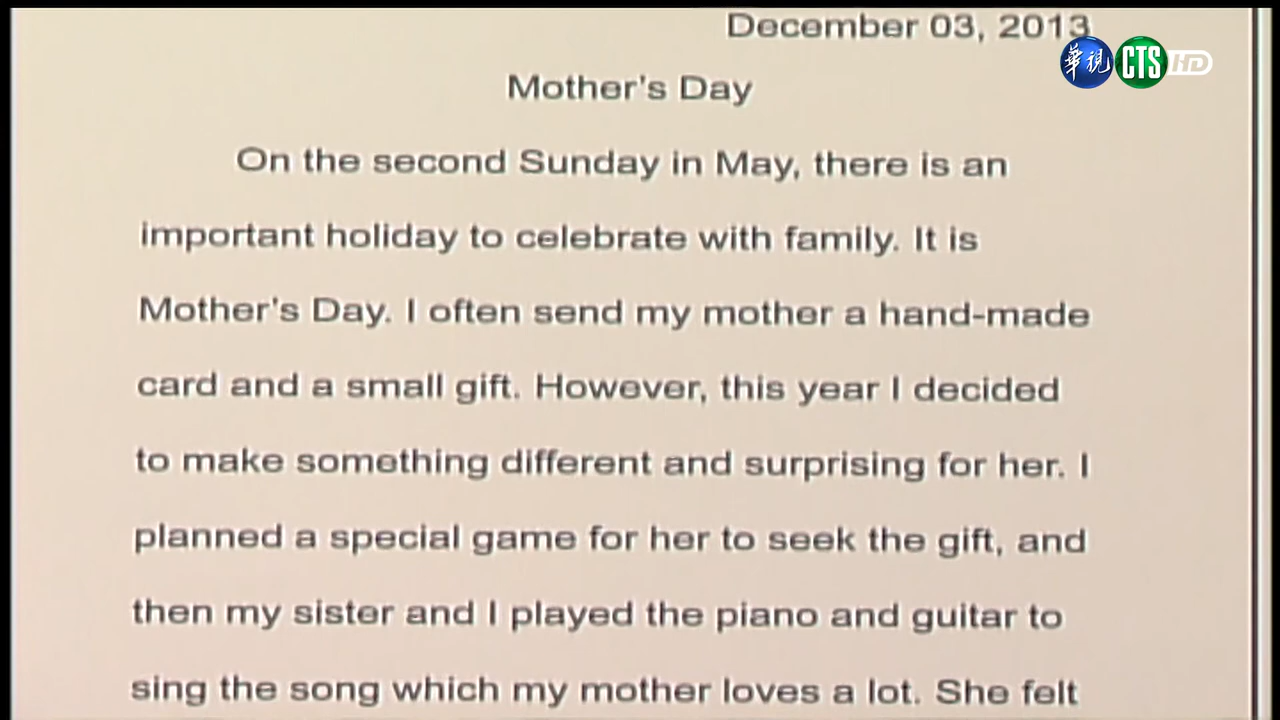 December 03, 2013
華視 CTS HD
Mother's Day
On the second Sunday in May, there is an
important holiday to celebrate with family. It is
Mother's Day. I often send my mother a hand-made
card and a small gift. However, this year I decided
to make something different and surprising for her. I
planned a special game for her to seek the gift, and
then my sister and I played the piano and guitar to
sing the song which my mother loves a lot. She felt